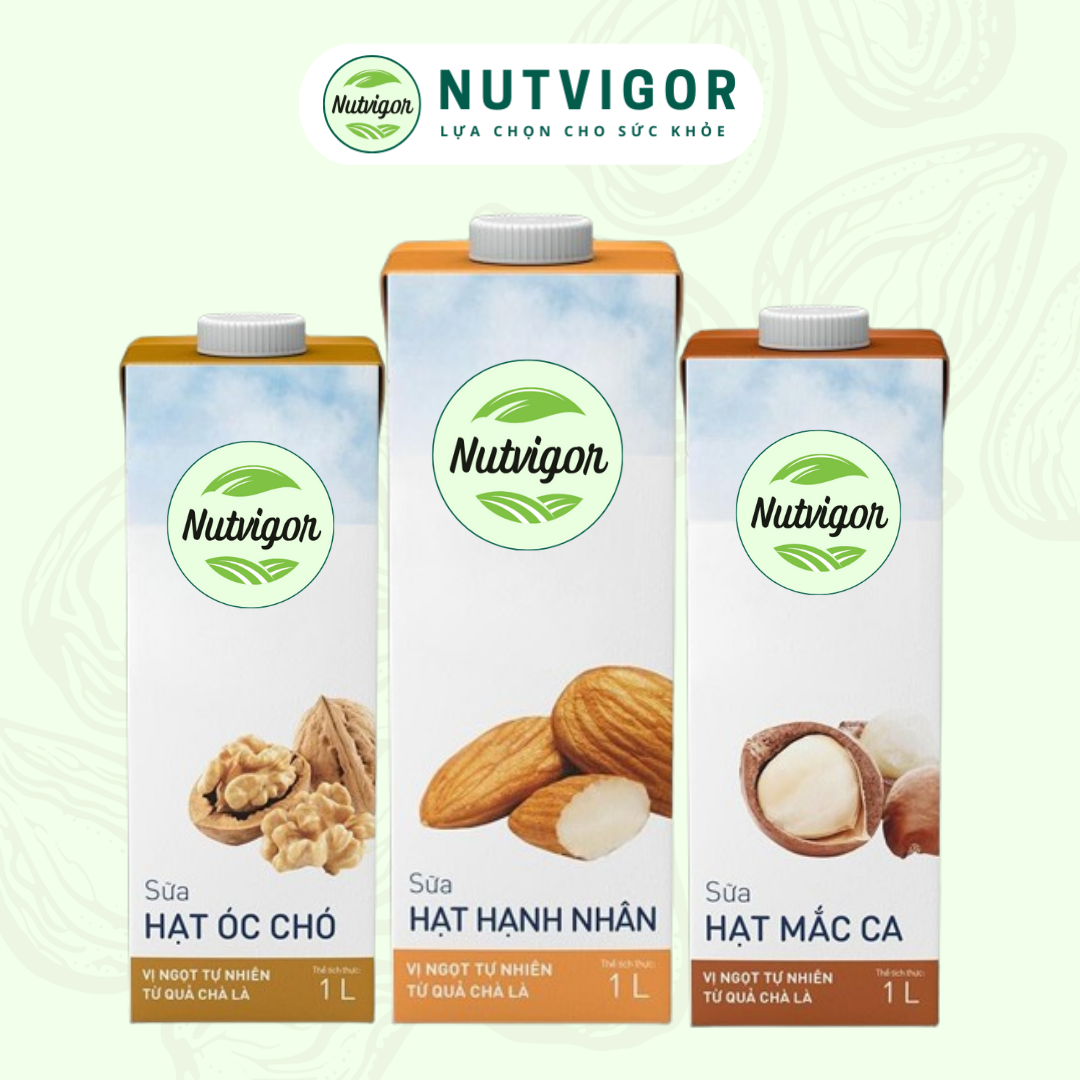 Nutvigor
NUTVIGOR
LỰA CHỌN CHO SỨC KHỎE
Nutvigor
Sữa
HẠT ÓC CHÓ
VỊ NGỌT TỰ NHIÊN
TỪ QUẢ CHÀ LÀ
Thể tích thực:
1 L
Nutvigor
Sữa
HẠT HẠNH NHÂN
VỊ NGỌT TỰ NHIÊN
TỪ QUẢ CHÀ LÀ
Thể tích thực:
1 L
Nutvigor
Sữa
HẠT MẮC CA
VỊ NGỌT TỰ NHIÊN
TỪ QUẢ CHÀ LÀ
Thể tích thực:
1 L